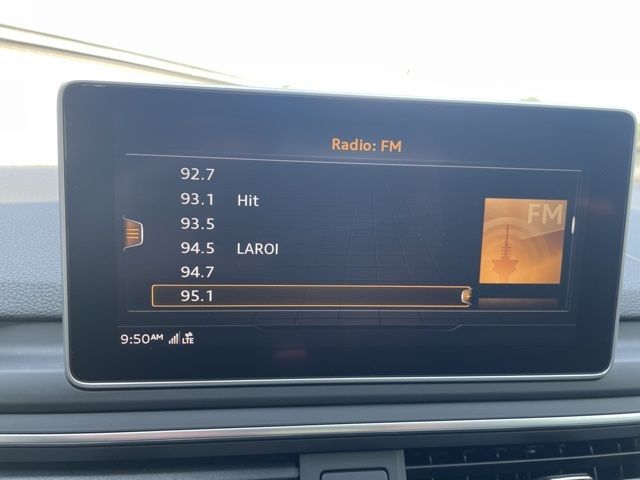 Radio: FM
92.7
93.1 Hit
93.5
94.5 LAROI
94.7
95.1
FM
9:50AM LTE